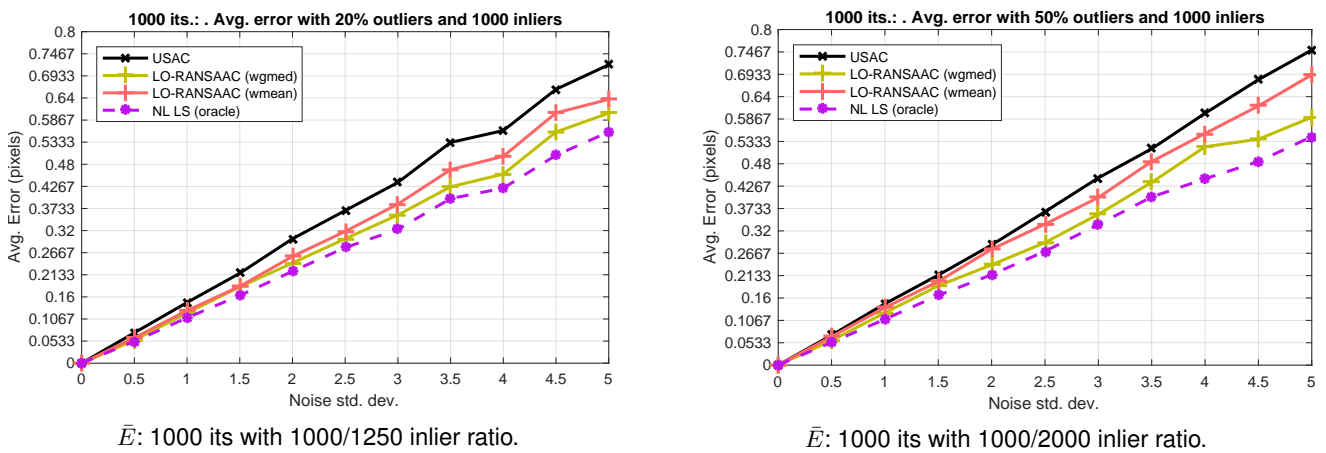 1000 its.: . Avg. error with 20% outliers and 1000 inliers
0.8
0.7467
0.6933
0.64
0.5867
0.5333
0.48
0.4267
0.3733
0.32
0.2667
0.2133
0.16
0.1067
0.0533
0
Avg. Error (pixels)
USAC
LO-RANSAAC (wgmed)
LO-RANSAAC (wmean)
NL LS (oracle)
0 0.5 1 1.5 2 2.5 3 3.5 4 4.5 5
Noise std. dev.
Ē: 1000 its with 1000/1250 inlier ratio.
1000 its.: . Avg. error with 50% outliers and 1000 inliers
0.8
0.7467
0.6933
0.64
0.5867
0.5333
0.48
0.4267
0.3733
0.32
0.2667
0.2133
0.16
0.1067
0.0533
0
Avg. Error (pixels)
USAC
LO-RANSAAC (wgmed)
LO-RANSAAC (wmean)
NL LS (oracle)
0 0.5 1 1.5 2 2.5 3 3.5 4 4.5 5
Noise std. dev.
Ē: 1000 its with 1000/2000 inlier ratio.